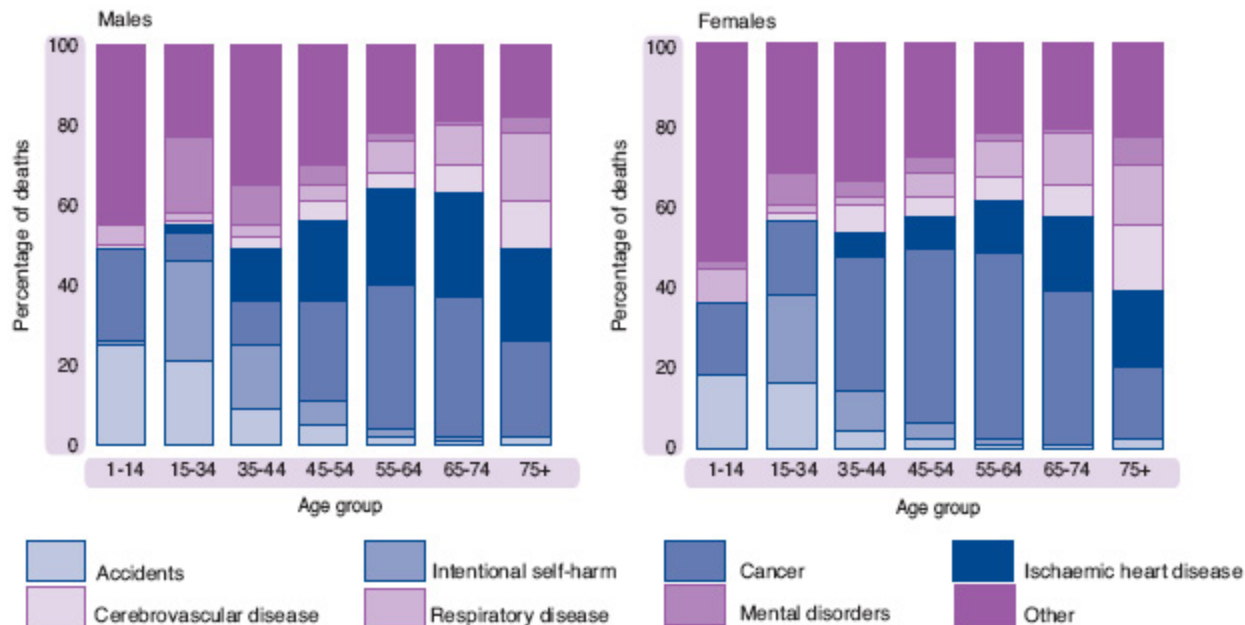 Males
Females
Percentage of deaths
100
80
60
40
20
0
1-14 15-34 35-44 45-54 55-64 65-74 75+
Age group
Percentage of deaths
100
80
60
40
20
0
1-14 15-34 35-44 45-54 55-64 65-74 75+
Age group
Accidents
Intentional self-harm
Cancer
Ischaemic heart disease
Cerebrovascular disease
Respiratory disease
Mental disorders
Other